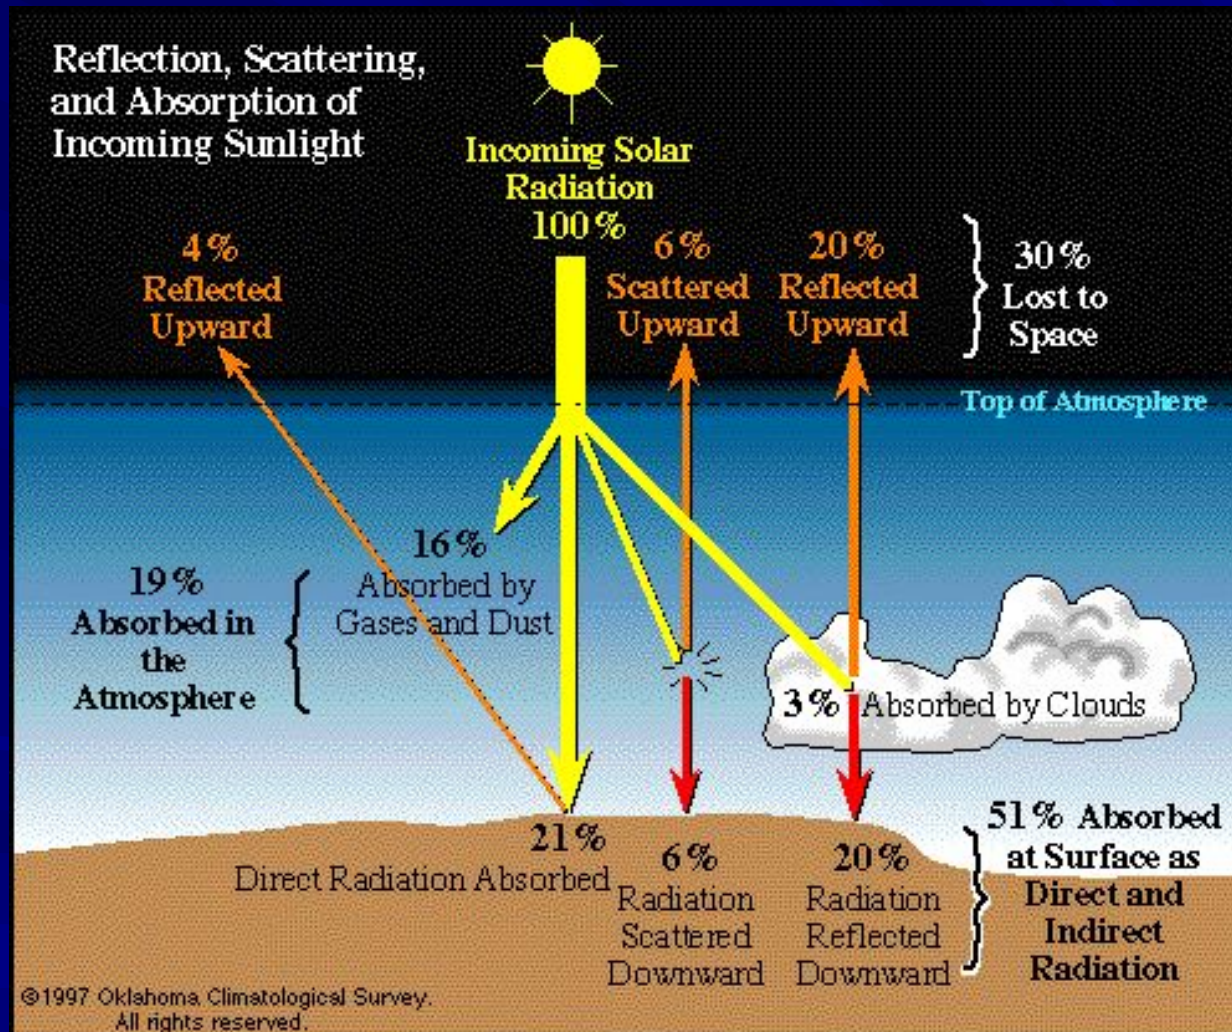 Reflection, Scattering,
and Absorption of
Incoming Sunlight
Incoming Solar
Radiation
100%
4%
Reflected
Upward
6%
Scattered
Upward
20%
Reflected
Upward
30%
Lost to
Space
Top of Atmosphere
16%
Absorbed by
Gases and Dust
19%
Absorbed in
the
Atmosphere
3% Absorbed by Clouds
21%
Direct Radiation Absorbed
6%
Radiation
Scattered
Downward
20%
Radiation
Reflected
Downward
51% Absorbed
at Surface as
Direct and
Indirect
Radiation
©1997 Oklahoma Climatological Survey.
All rights reserved.